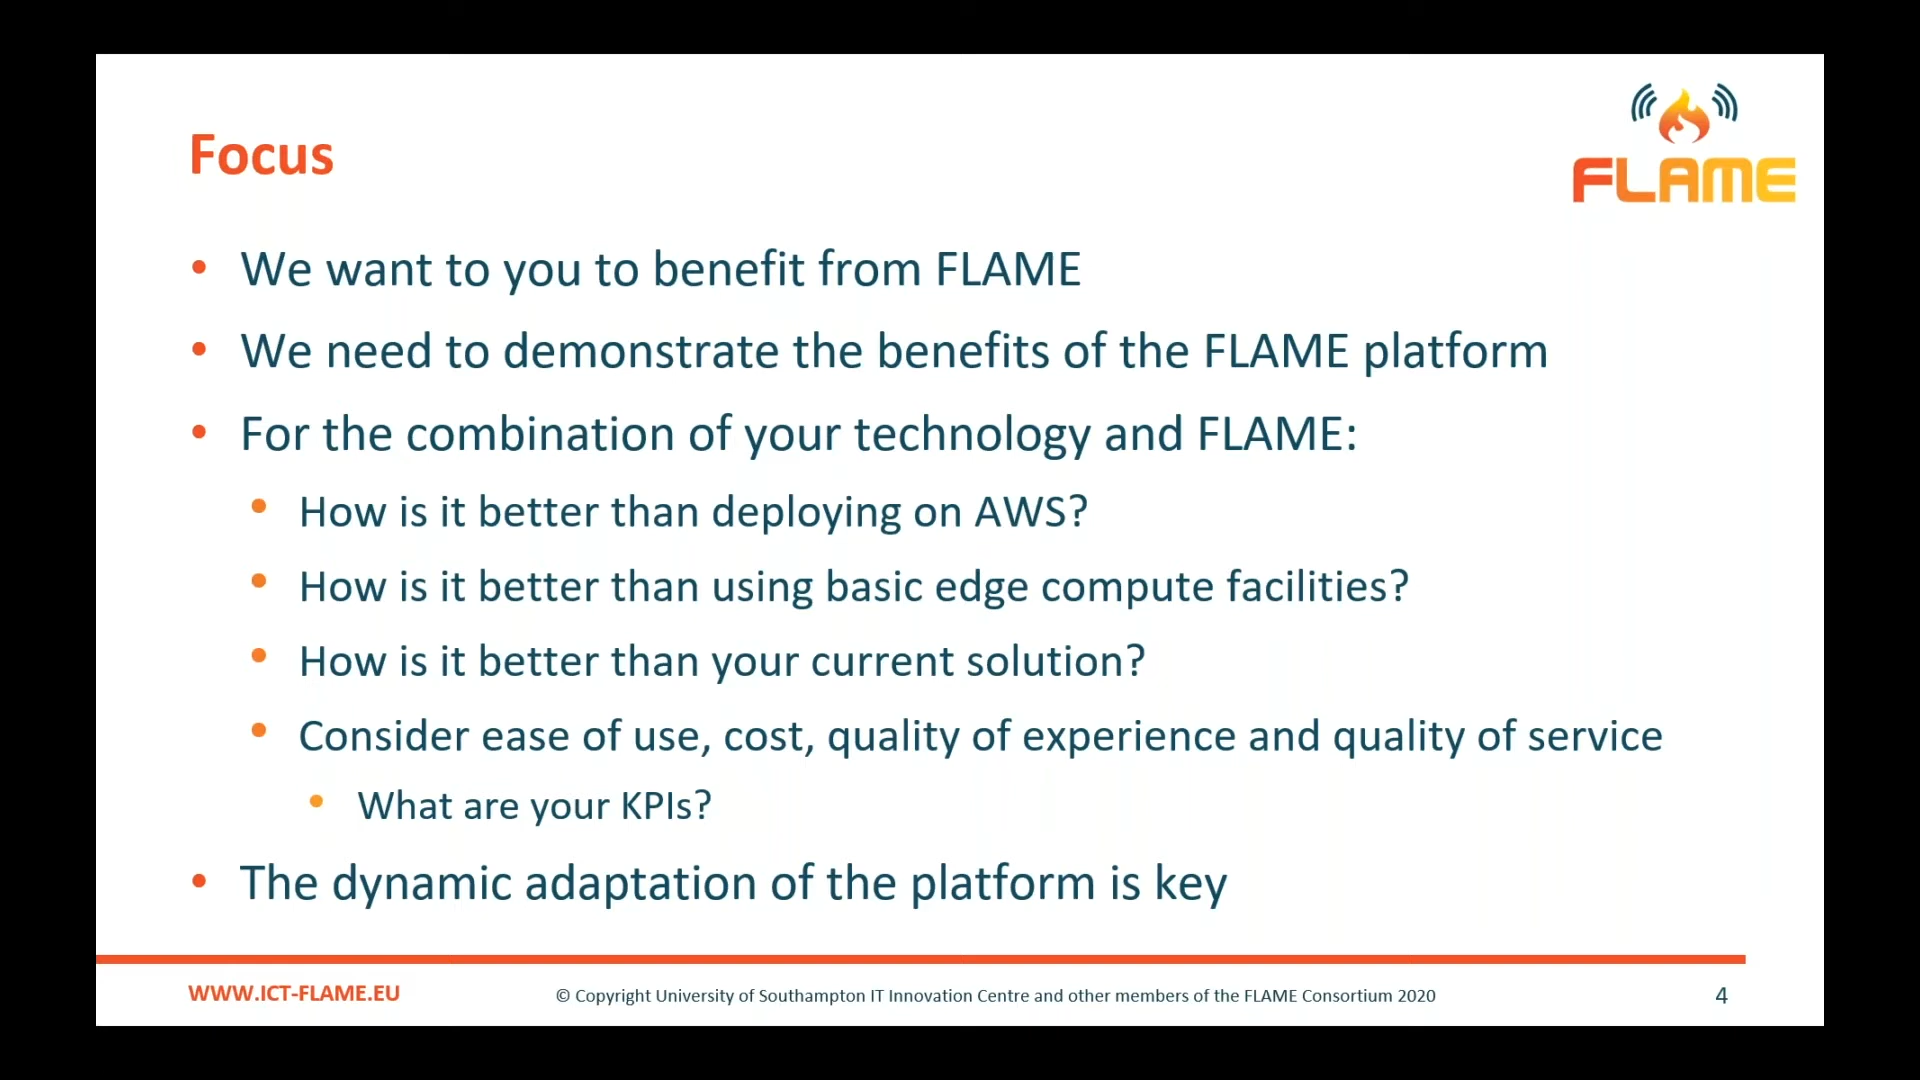 Focus
FLAME
• We want to you to benefit from FLAME
• We need to demonstrate the benefits of the FLAME platform
• For the combination of your technology and FLAME:
• How is it better than deploying on AWS?
• How is it better than using basic edge compute facilities?
• How is it better than your current solution?
• Consider ease of use, cost, quality of experience and quality of service
• What are your KPIs?
• The dynamic adaptation of the platform is key
WWW.ICT-FLAME.EU
© Copyright University of Southampton IT Innovation Centre and other members of the FLAME Consortium 2020
4